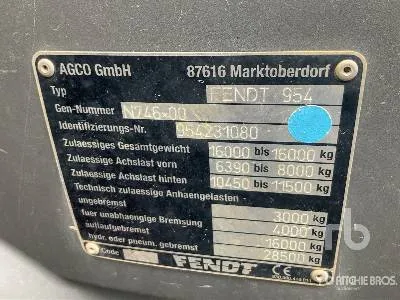 AGCO GmbH 87616 Marktoberdorf
Typ FENDT 954
Gen-Nummer N746-00
Identifizierungs-Nr. 954231080
Zulaessiges Gesamtgewicht 16000 bis 16000 kg
Zulaessige Achslast vorn 6390 bis 8000 kg
Zulaessige Achslast hinten 10450 bis 11500 kg
Technisch zulaessige Anhaengelasten
ungebremst 3000 kg
fuer unabhaengige Bremsung 4000 kg
auflaufgebremst 16000 kg
hydr. oder pneum. gebremst 28500 kg
Code FENDT CE
rb
RITCHIE BROS